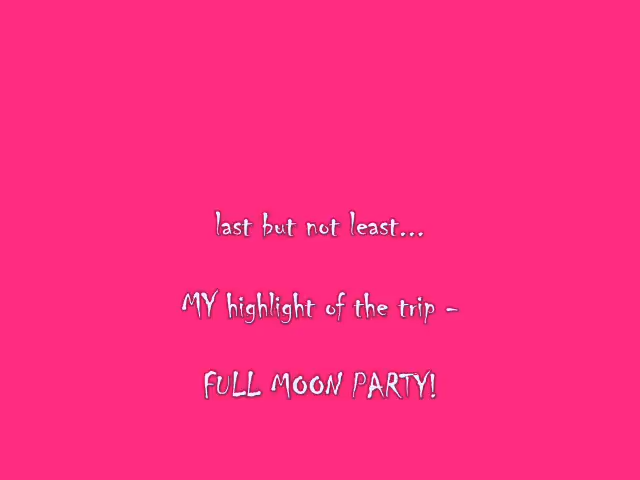 last but not least...
MY highlight of the trip -
FULL MOON PARTY!